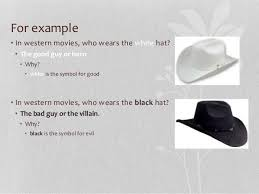 For example
• In western movies, who wears the white hat?
• The good guy or hero
• Why?
• white is the symbol for good
• In western movies, who wears the black hat?
• The bad guy or the villain.
• Why?
• black is the symbol for evil